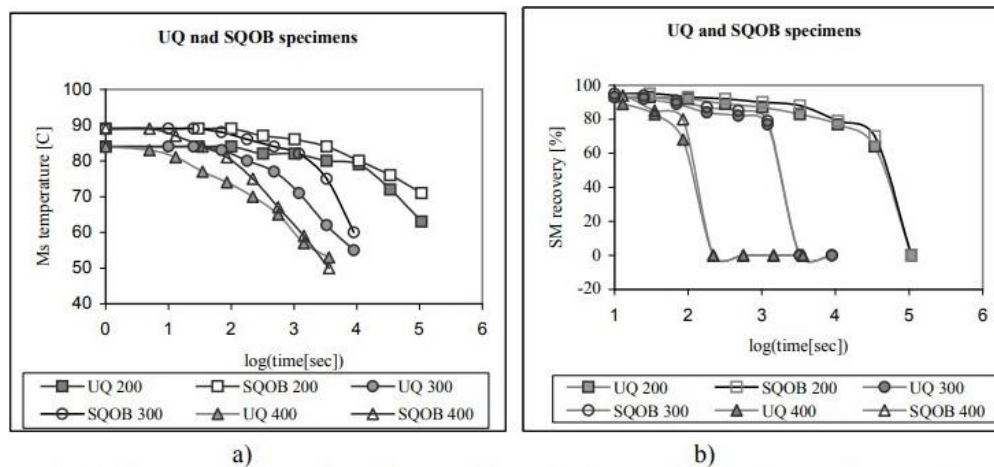 UQ nad SQOB specimens
Ms temperature [C]
100
90
80
70
60
50
40
0 1 2 3 4 5 6
log(time[sec])
UQ 200 SQOB 200 UQ 300
SQOB 300 UQ 400 SQOB 400
a)
UQ and SQOB specimens
SM recovery [%]
100
80
60
40
20
0
-20
1 2 3 4 5 6
log(time[sec])
UQ 200 SQOB 200 UQ 300
SQOB 300 UQ 400 SQOB 400
b)